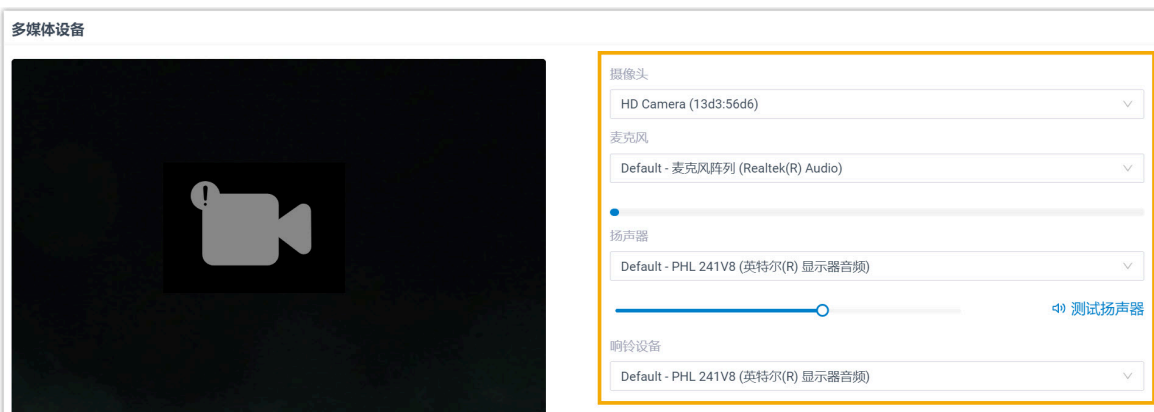 多媒体设备
摄像头
HD Camera (13d3:56d6)
麦克风
Default - 麦克风阵列 (Realtek(R) Audio)
扬声器
Default - PHL 241V8 (英特尔(R) 显示器音频)
测试扬声器
响铃设备
Default - PHL 241V8 (英特尔(R) 显示器音频)